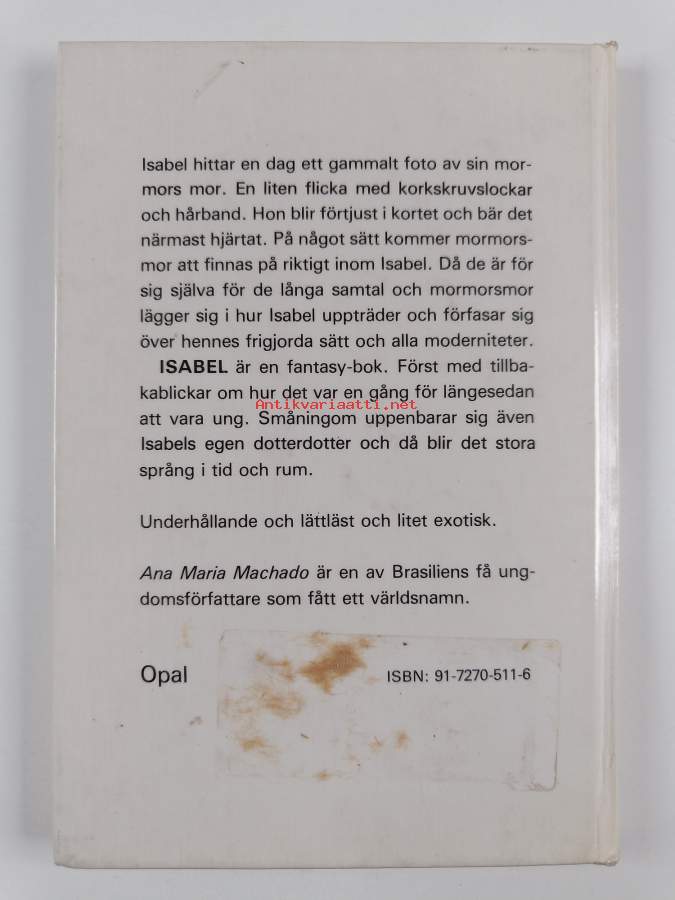 Isabel hittar en dag ett gammalt foto av sin mor-
mors mor. En liten flicka med korkskruvslockar
och hårband. Hon blir förtjust i kortet och bär det
närmast hjärtat. På något sätt kommer mormors-
mor att finnas på riktigt inom Isabel. Då de är för
sig själva för de långa samtal och mormorsmor
lägger sig i hur Isabel uppträder och förfasar sig
över hennes frigjorda sätt och alla moderniteter.
ISABEL är en fantasy-bok. Först med tillba-
kablickar om hur det var en gång för längesedan
Antikvariaatti.net
att vara ung. Småningom uppenbarar sig även
Isabels egen dotterdotter och då blir det stora
språng i tid och rum.
Underhållande och lättläst och litet exotisk.
Ana Maria Machado är en av Brasiliens få ung-
domsförfattare som fått ett världsnamn.
Opal
ISBN: 91-7270-511-6